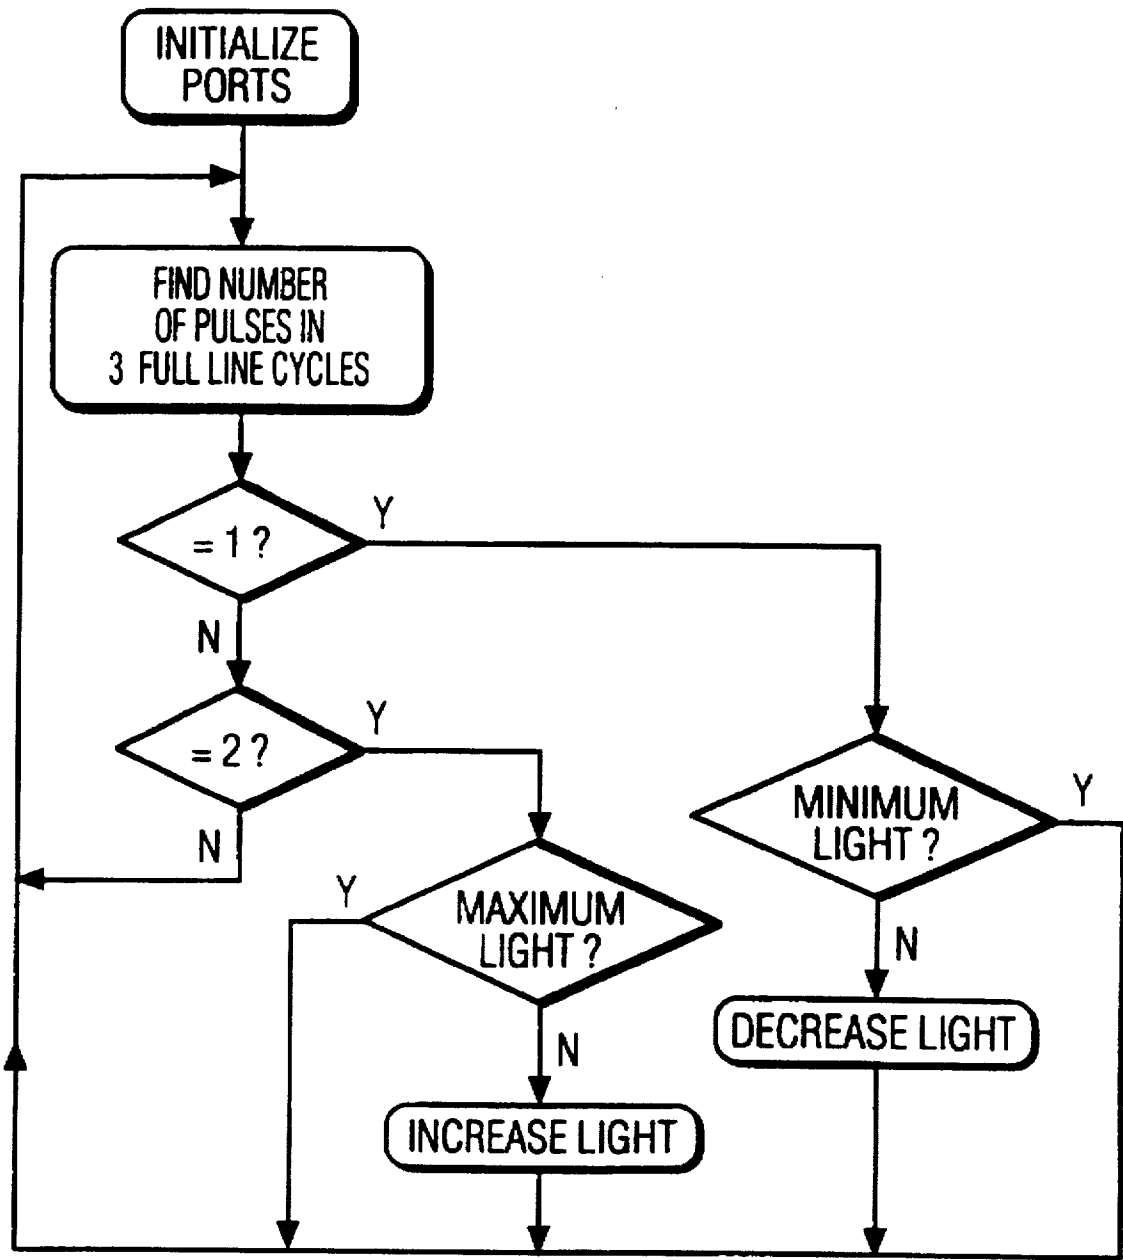 INITIALIZE
PORTS
FIND NUMBER
OF PULSES IN
3 FULL LINE CYCLES
= 1 ?
Y
N
= 2 ?
Y
N
MINIMUM
LIGHT ?
Y
N
MAXIMUM
LIGHT ?
Y
N
DECREASE LIGHT
INCREASE LIGHT